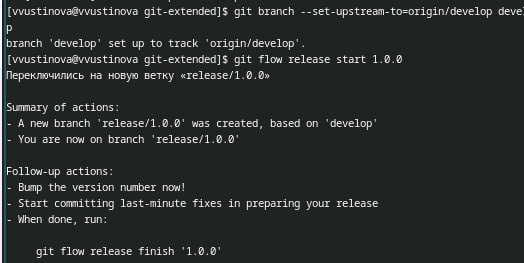 [vvustinova@vvustinova git-extended]$ git branch --set-upstream-to=origin/develop devel
p
branch 'develop' set up to track 'origin/develop'.
[vvustinova@vvustinova git-extended]$ git flow release start 1.0.0
Переключились на новую ветку «release/1.0.0»
Summary of actions:
- A new branch 'release/1.0.0' was created, based on 'develop'
- You are now on branch 'release/1.0.0'
Follow-up actions:
- Bump the version number now!
- Start committing last-minute fixes in preparing your release
- When done, run:
git flow release finish '1.0.0'